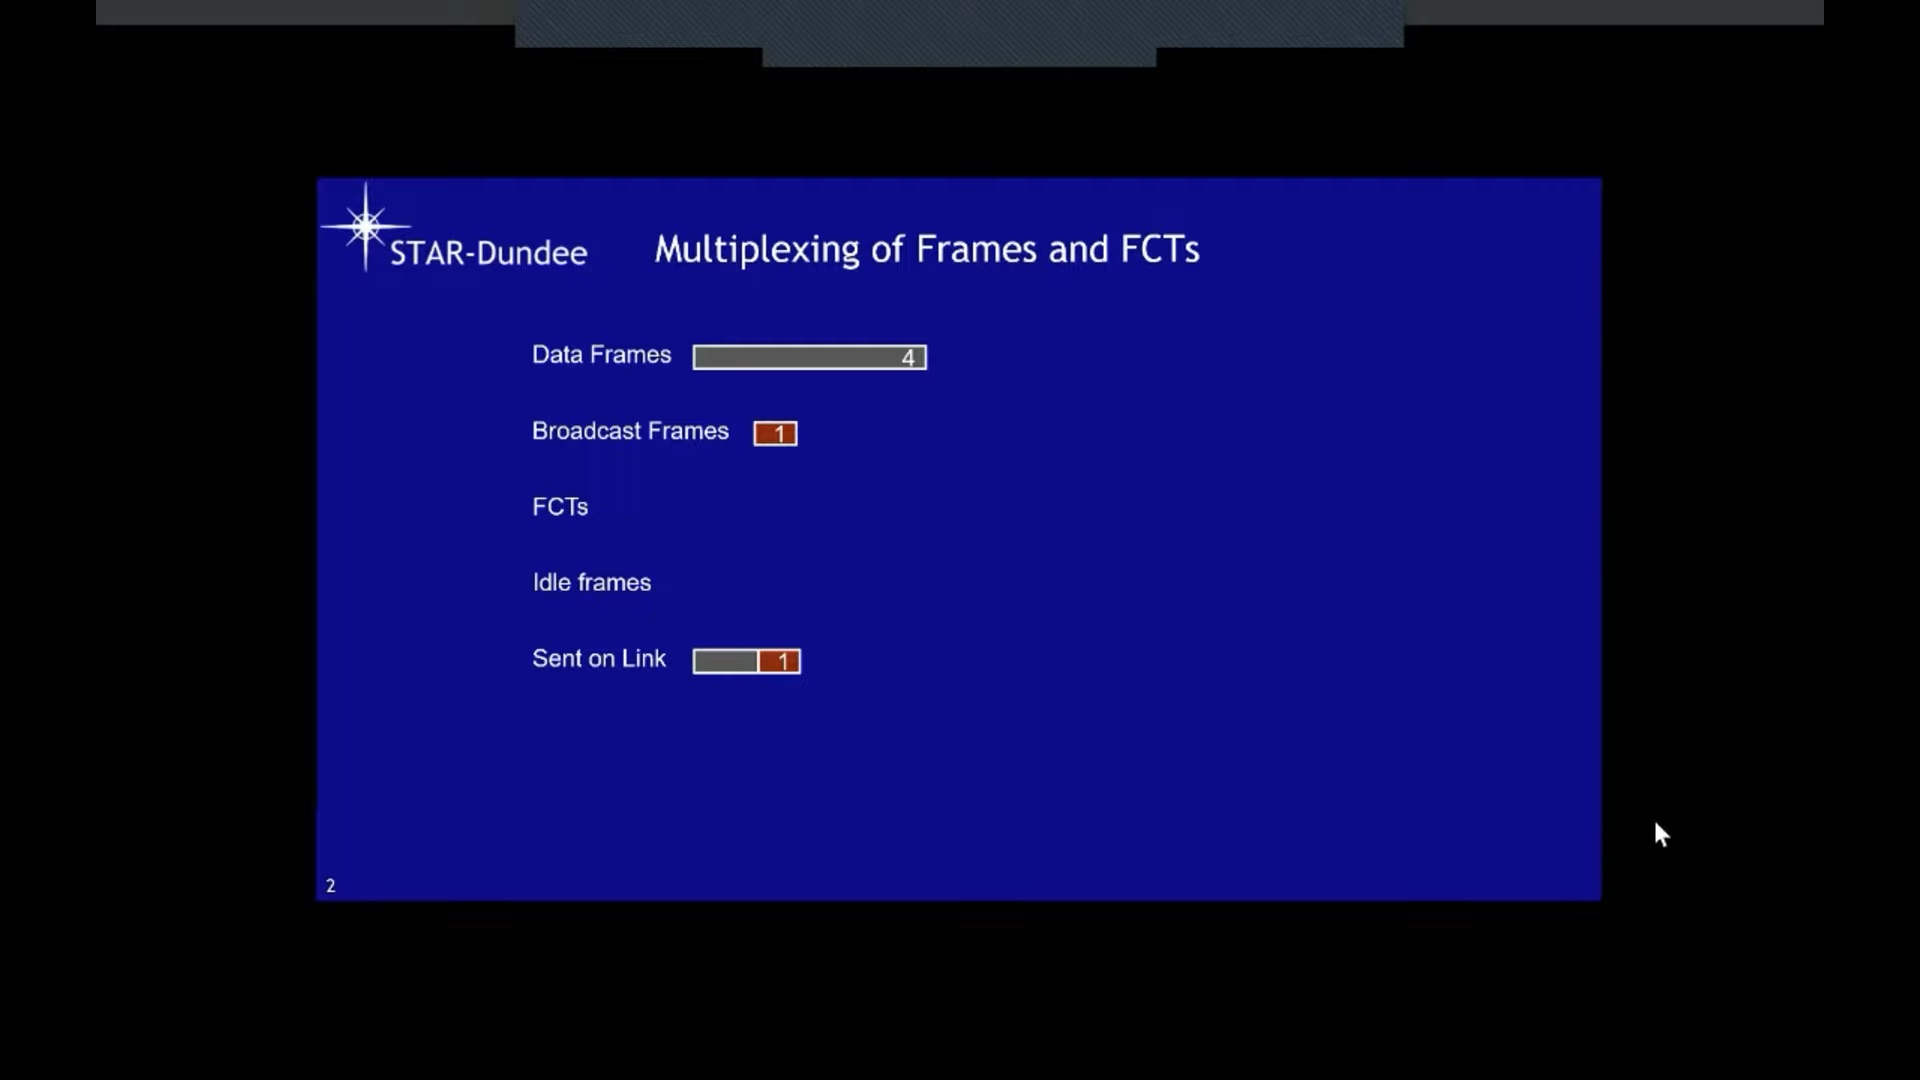 STAR-Dundee
Multiplexing of Frames and FCTs
Data Frames 4
Broadcast Frames 1
FCTs
Idle frames
Sent on Link 1
2